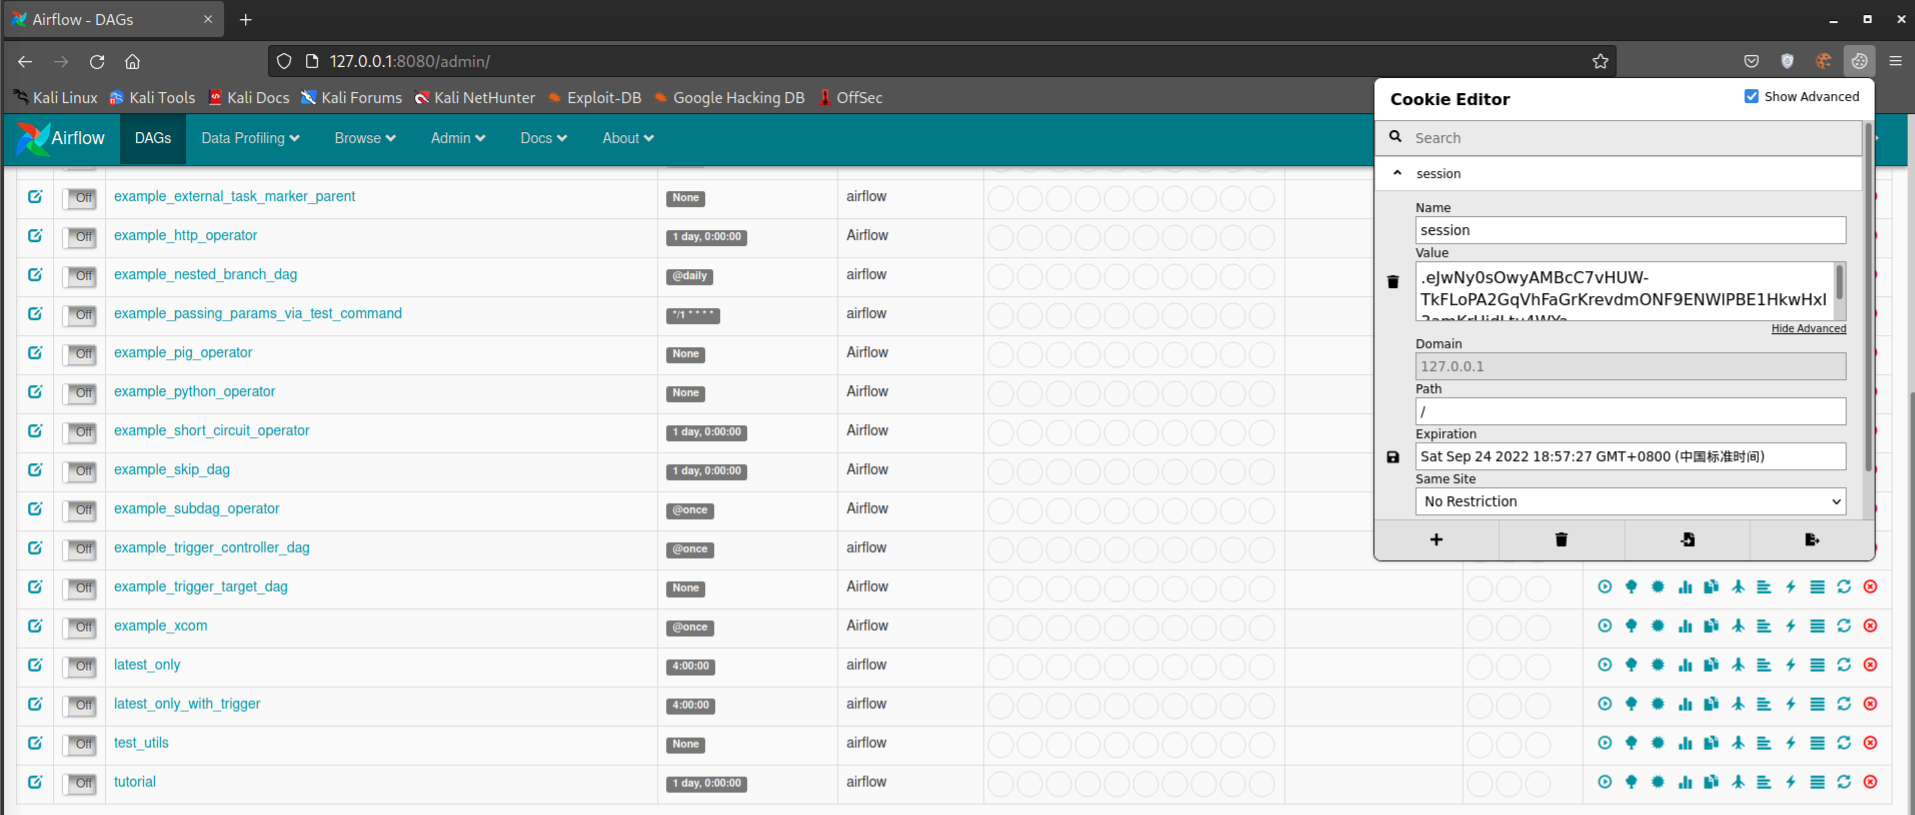 Airflow - DAGs
127.0.0.1:8080/admin/
Kali Linux Kali Tools Kali Docs Kali Forums Kali NetHunter Exploit-DB Google Hacking DB OffSec
Airflow DAGs Data Profiling Browse Admin Docs About
Off example_external_task_marker_parent None airflow
Off example_http_operator 1 day, 0:00:00 Airflow
Off example_nested_branch_dag @daily airflow
Off example_passing_params_via_test_command */1 * * * * airflow
Off example_pig_operator None Airflow
Off example_python_operator None Airflow
Off example_short_circuit_operator 1 day, 0:00:00 Airflow
Off example_skip_dag 1 day, 0:00:00 Airflow
Off example_subdag_operator @once Airflow
Off example_trigger_controller_dag @once airflow
Off example_trigger_target_dag None Airflow
Off example_xcom @once Airflow
Off latest_only 4:00:00 airflow
Off latest_only_with_trigger 4:00:00 airflow
Off test_utils None airflow
Off tutorial 1 day, 0:00:00 airflow
Cookie Editor
Show Advanced
Search
session
Name
session
Value
.eJwNy0sOwyAMBcC7vHUW-
TkFLoPA2GqVhFaGrKrevdmONF9ENWlPBE1HkwHxI
Hide Advanced
Domain
127.0.0.1
Path
/
Expiration
Sat Sep 24 2022 18:57:27 GMT+0800 (中国标准时间)
Same Site
No Restriction